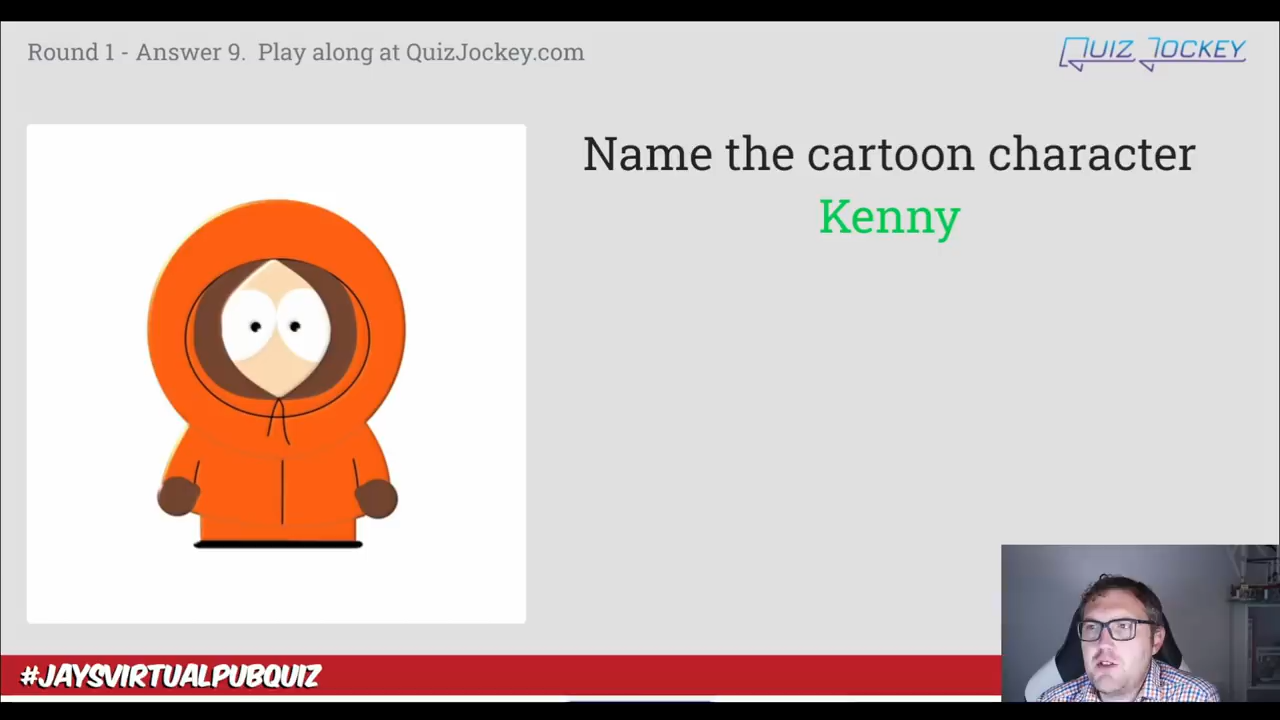 Round 1 - Answer 9.  Play along at QuizJockey.com
QUIZ JOCKEY
Name the cartoon character
Kenny
#JAYSVIRTUALPUBQUIZ